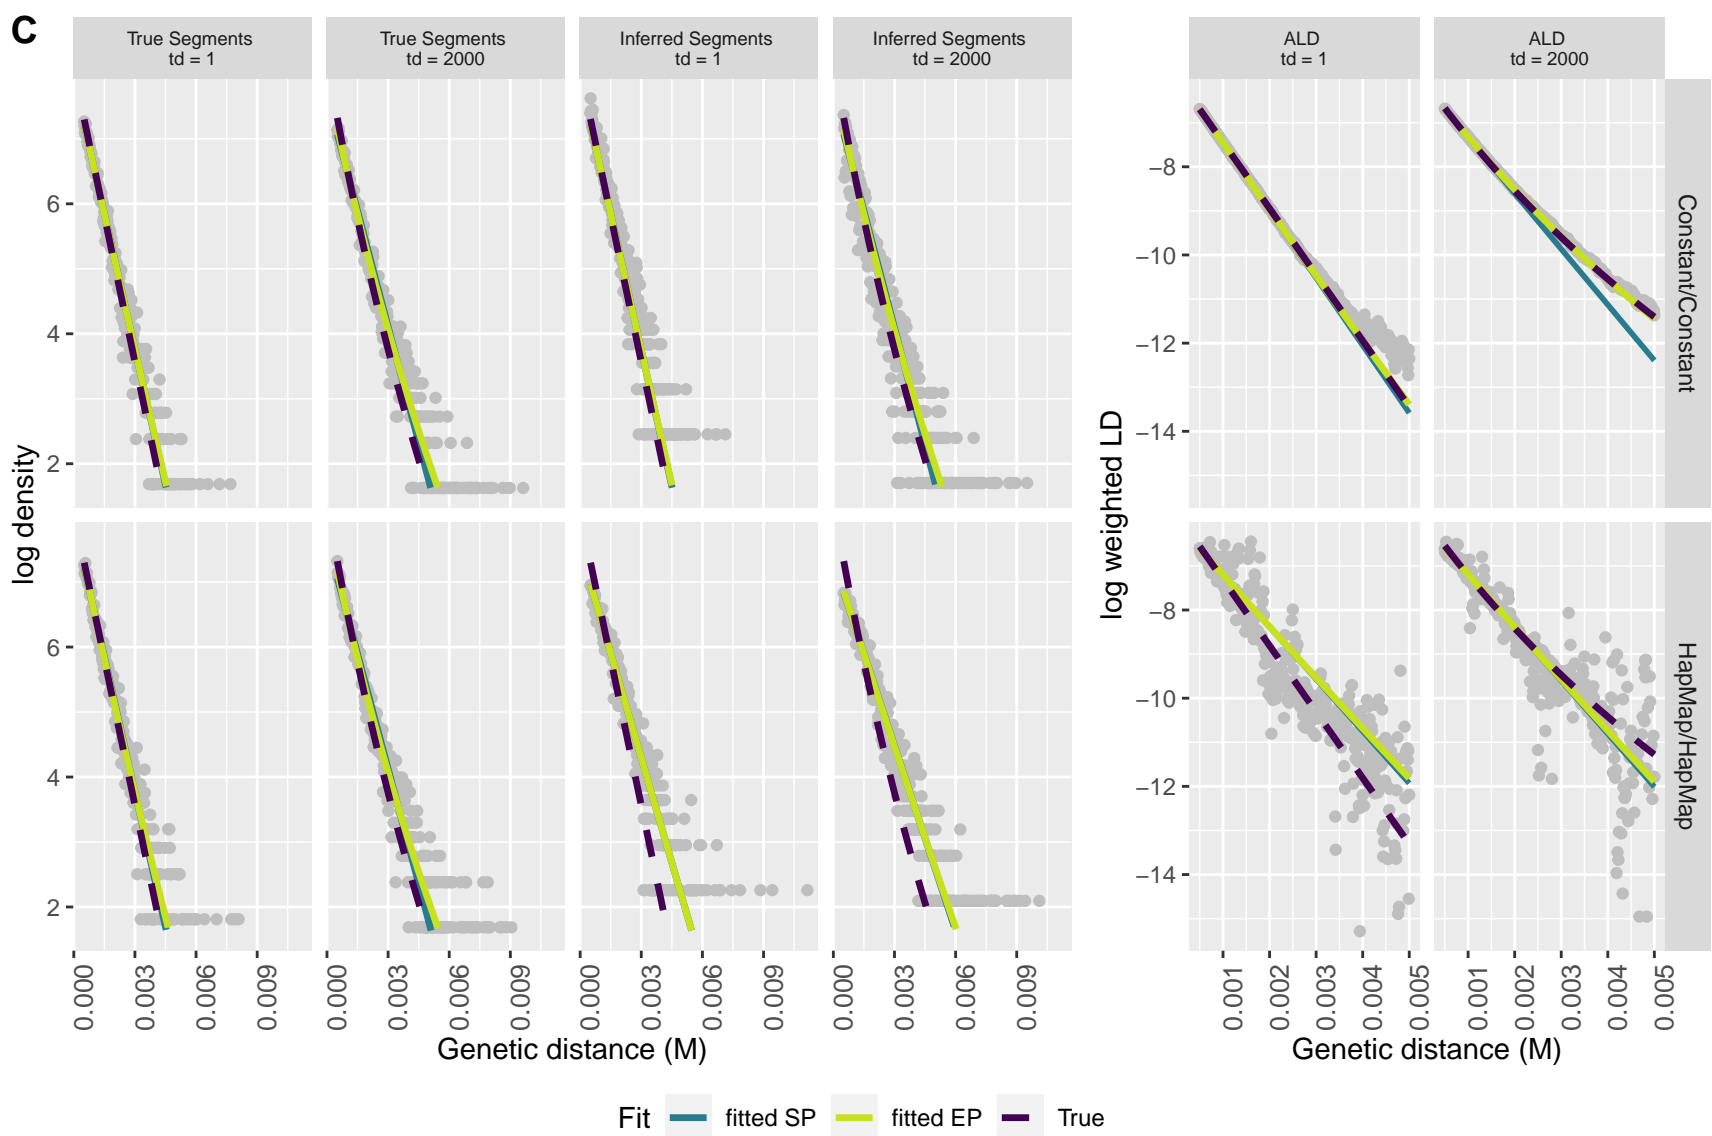 C
True Segments
td = 1
True Segments
td = 2000
Inferred Segments
td = 1
Inferred Segments
td = 2000
ALD
td = 1
ALD
td = 2000
log density
6
4
2
6
4
2
log weighted LD
−8
−10
−12
−14
−8
−10
−12
−14
Constant/Constant
HapMap/HapMap
0.000
0.003
0.006
0.009
0.000
0.003
0.006
0.009
0.000
0.003
0.006
0.009
0.000
0.003
0.006
0.009
0.001
0.002
0.003
0.004
0.005
0.001
0.002
0.003
0.004
0.005
Genetic distance (M)
Genetic distance (M)
Fit fitted SP fitted EP True